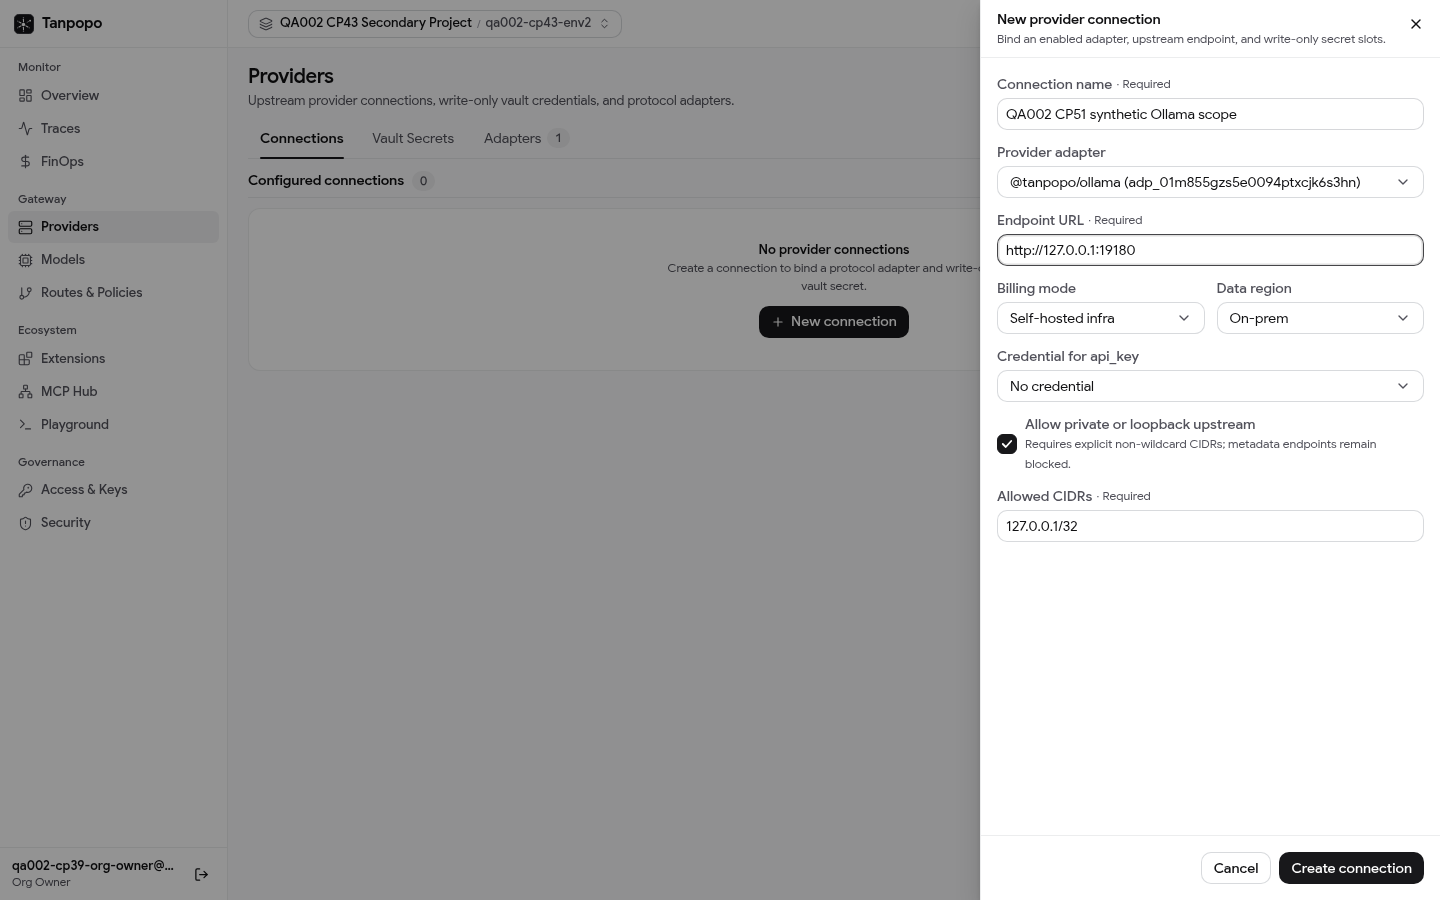 Tanpopo
Monitor
Overview
Traces
FinOps
Gateway
Providers
Models
Routes & Policies
Ecosystem
Extensions
MCP Hub
Playground
Governance
Access & Keys
Security
qa002-cp39-org-owner@...
Org Owner
QA002 CP43 Secondary Project / qa002-cp43-env2
Providers
Upstream provider connections, write-only vault credentials, and protocol adapters.
Connections Vault Secrets Adapters 1
Configured connections 0
No provider connections
Create a connection to bind a protocol adapter and write-
vault secret.
New connection
New provider connection
Bind an enabled adapter, upstream endpoint, and write-only secret slots.
Connection name · Required
QA002 CP51 synthetic Ollama scope
Provider adapter
@tanpopo/ollama (adp_01m855gzs5e0094ptxcjk6s3hn)
Endpoint URL · Required
http://127.0.0.1:19180
Billing mode Data region
Self-hosted infra On-prem
Credential for api_key
No credential
Allow private or loopback upstream
Requires explicit non-wildcard CIDRs; metadata endpoints remain
blocked.
Allowed CIDRs · Required
127.0.0.1/32
Cancel Create connection